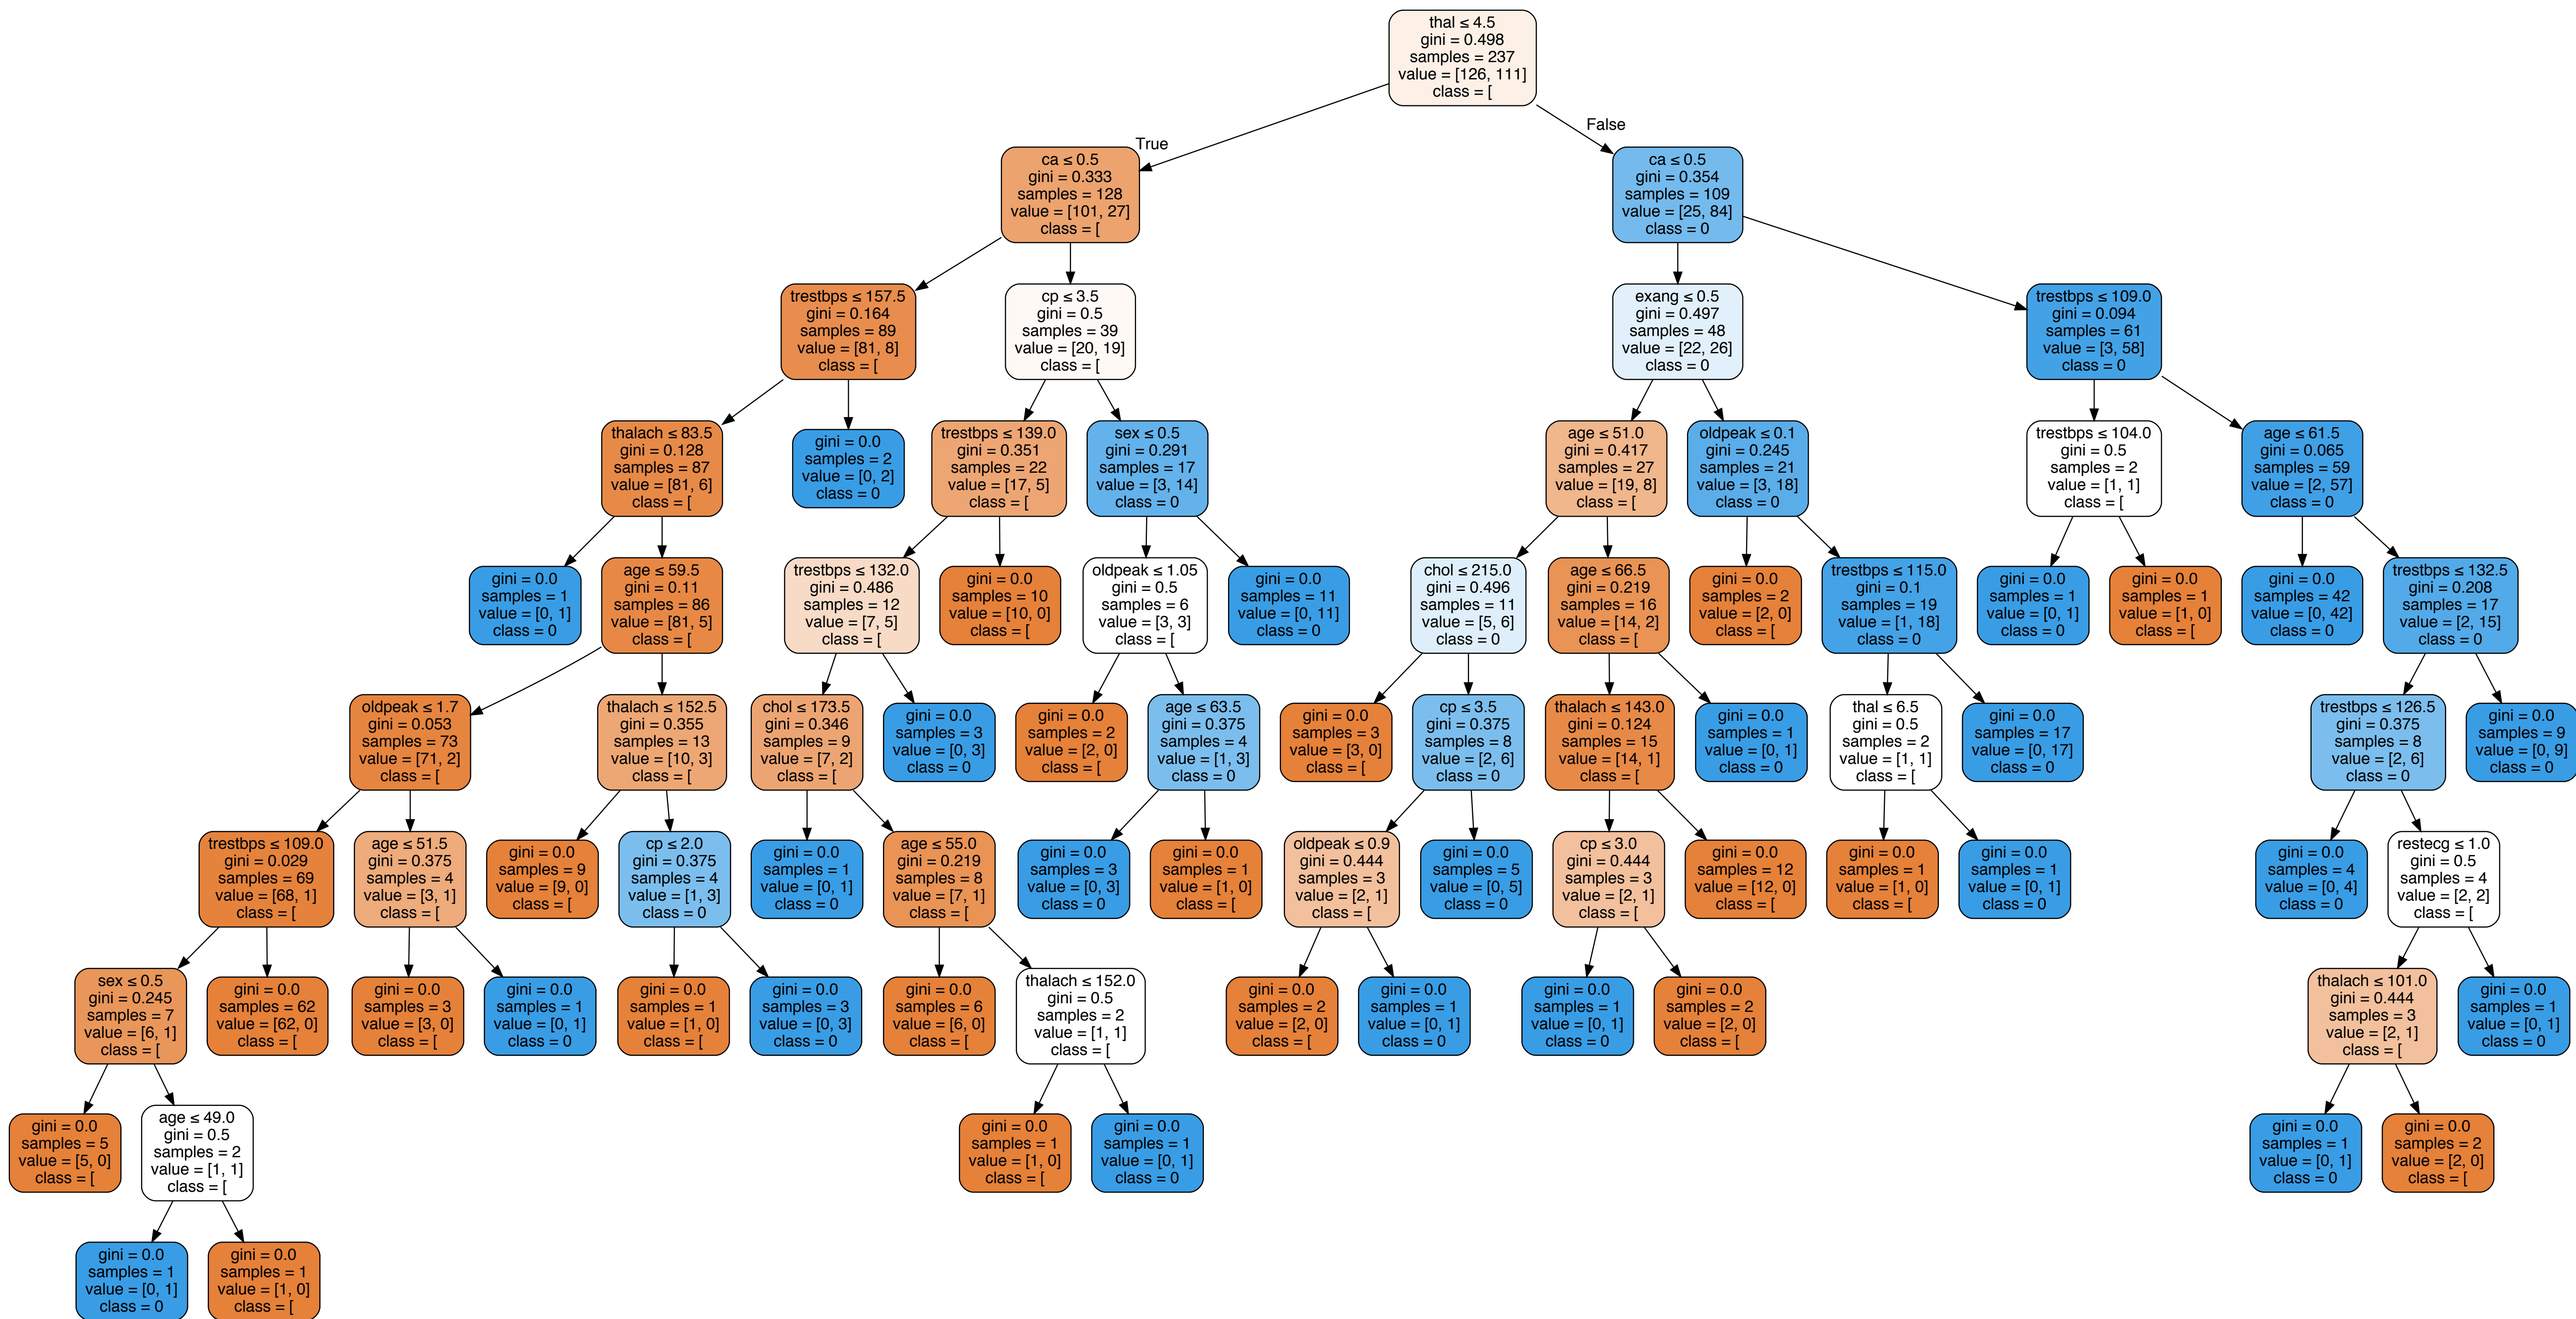 thal ≤ 4.5
gini = 0.498
samples = 237
value = [126, 111]
class = [
True
False
ca ≤ 0.5
gini = 0.333
samples = 128
value = [101, 27]
class = [
ca ≤ 0.5
gini = 0.354
samples = 109
value = [25, 84]
class = 0
trestbps ≤ 157.5
gini = 0.164
samples = 89
value = [81, 8]
class = [
cp ≤ 3.5
gini = 0.5
samples = 39
value = [20, 19]
class = [
exang ≤ 0.5
gini = 0.497
samples = 48
value = [22, 26]
class = 0
trestbps ≤ 109.0
gini = 0.094
samples = 61
value = [3, 58]
class = 0
thalach ≤ 83.5
gini = 0.128
samples = 87
value = [81, 6]
class = [
gini = 0.0
samples = 2
value = [0, 2]
class = 0
trestbps ≤ 139.0
gini = 0.351
samples = 22
value = [17, 5]
class = [
sex ≤ 0.5
gini = 0.291
samples = 17
value = [3, 14]
class = 0
age ≤ 51.0
gini = 0.417
samples = 27
value = [19, 8]
class = [
oldpeak ≤ 0.1
gini = 0.245
samples = 21
value = [3, 18]
class = 0
trestbps ≤ 104.0
gini = 0.5
samples = 2
value = [1, 1]
class = [
age ≤ 61.5
gini = 0.065
samples = 59
value = [2, 57]
class = 0
gini = 0.0
samples = 1
value = [0, 1]
class = 0
age ≤ 59.5
gini = 0.11
samples = 86
value = [81, 5]
class = [
trestbps ≤ 132.0
gini = 0.486
samples = 12
value = [7, 5]
class = [
gini = 0.0
samples = 10
value = [10, 0]
class = [
oldpeak ≤ 1.05
gini = 0.5
samples = 6
value = [3, 3]
class = [
gini = 0.0
samples = 11
value = [0, 11]
class = 0
chol ≤ 215.0
gini = 0.496
samples = 11
value = [5, 6]
class = 0
age ≤ 66.5
gini = 0.219
samples = 16
value = [14, 2]
class = [
gini = 0.0
samples = 2
value = [2, 0]
class = [
trestbps ≤ 115.0
gini = 0.1
samples = 19
value = [1, 18]
class = 0
gini = 0.0
samples = 1
value = [0, 1]
class = 0
gini = 0.0
samples = 1
value = [1, 0]
class = [
gini = 0.0
samples = 42
value = [0, 42]
class = 0
trestbps ≤ 132.5
gini = 0.208
samples = 17
value = [2, 15]
class = 0
oldpeak ≤ 1.7
gini = 0.053
samples = 73
value = [71, 2]
class = [
thalach ≤ 152.5
gini = 0.355
samples = 13
value = [10, 3]
class = [
chol ≤ 173.5
gini = 0.346
samples = 9
value = [7, 2]
class = [
gini = 0.0
samples = 3
value = [0, 3]
class = 0
gini = 0.0
samples = 2
value = [2, 0]
class = [
age ≤ 63.5
gini = 0.375
samples = 4
value = [1, 3]
class = 0
gini = 0.0
samples = 3
value = [3, 0]
class = [
cp ≤ 3.5
gini = 0.375
samples = 8
value = [2, 6]
class = 0
thalach ≤ 143.0
gini = 0.124
samples = 15
value = [14, 1]
class = [
gini = 0.0
samples = 1
value = [0, 1]
class = 0
thal ≤ 6.5
gini = 0.5
samples = 2
value = [1, 1]
class = [
gini = 0.0
samples = 17
value = [0, 17]
class = 0
trestbps ≤ 126.5
gini = 0.375
samples = 8
value = [2, 6]
class = 0
gini = 0.0
samples = 9
value = [0, 9]
class = 0
trestbps ≤ 109.0
gini = 0.029
samples = 69
value = [68, 1]
class = [
age ≤ 51.5
gini = 0.375
samples = 4
value = [3, 1]
class = [
gini = 0.0
samples = 9
value = [9, 0]
class = [
cp ≤ 2.0
gini = 0.375
samples = 4
value = [1, 3]
class = 0
gini = 0.0
samples = 1
value = [0, 1]
class = 0
age ≤ 55.0
gini = 0.219
samples = 8
value = [7, 1]
class = [
gini = 0.0
samples = 3
value = [0, 3]
class = 0
gini = 0.0
samples = 1
value = [1, 0]
class = [
oldpeak ≤ 0.9
gini = 0.444
samples = 3
value = [2, 1]
class = [
gini = 0.0
samples = 5
value = [0, 5]
class = 0
cp ≤ 3.0
gini = 0.444
samples = 3
value = [2, 1]
class = [
gini = 0.0
samples = 12
value = [12, 0]
class = [
gini = 0.0
samples = 1
value = [1, 0]
class = [
gini = 0.0
samples = 1
value = [0, 1]
class = 0
gini = 0.0
samples = 4
value = [0, 4]
class = 0
restecg ≤ 1.0
gini = 0.5
samples = 4
value = [2, 2]
class = [
sex ≤ 0.5
gini = 0.245
samples = 7
value = [6, 1]
class = [
gini = 0.0
samples = 62
value = [62, 0]
class = [
gini = 0.0
samples = 3
value = [3, 0]
class = [
gini = 0.0
samples = 1
value = [0, 1]
class = 0
gini = 0.0
samples = 1
value = [1, 0]
class = [
gini = 0.0
samples = 3
value = [0, 3]
class = 0
gini = 0.0
samples = 6
value = [6, 0]
class = [
thalach ≤ 152.0
gini = 0.5
samples = 2
value = [1, 1]
class = [
gini = 0.0
samples = 2
value = [2, 0]
class = [
gini = 0.0
samples = 1
value = [0, 1]
class = 0
gini = 0.0
samples = 1
value = [0, 1]
class = 0
gini = 0.0
samples = 2
value = [2, 0]
class = [
thalach ≤ 101.0
gini = 0.444
samples = 3
value = [2, 1]
class = [
gini = 0.0
samples = 1
value = [0, 1]
class = 0
gini = 0.0
samples = 5
value = [5, 0]
class = [
age ≤ 49.0
gini = 0.5
samples = 2
value = [1, 1]
class = [
gini = 0.0
samples = 1
value = [1, 0]
class = [
gini = 0.0
samples = 1
value = [0, 1]
class = 0
gini = 0.0
samples = 1
value = [0, 1]
class = 0
gini = 0.0
samples = 2
value = [2, 0]
class = [
gini = 0.0
samples = 1
value = [0, 1]
class = 0
gini = 0.0
samples = 1
value = [1, 0]
class = [